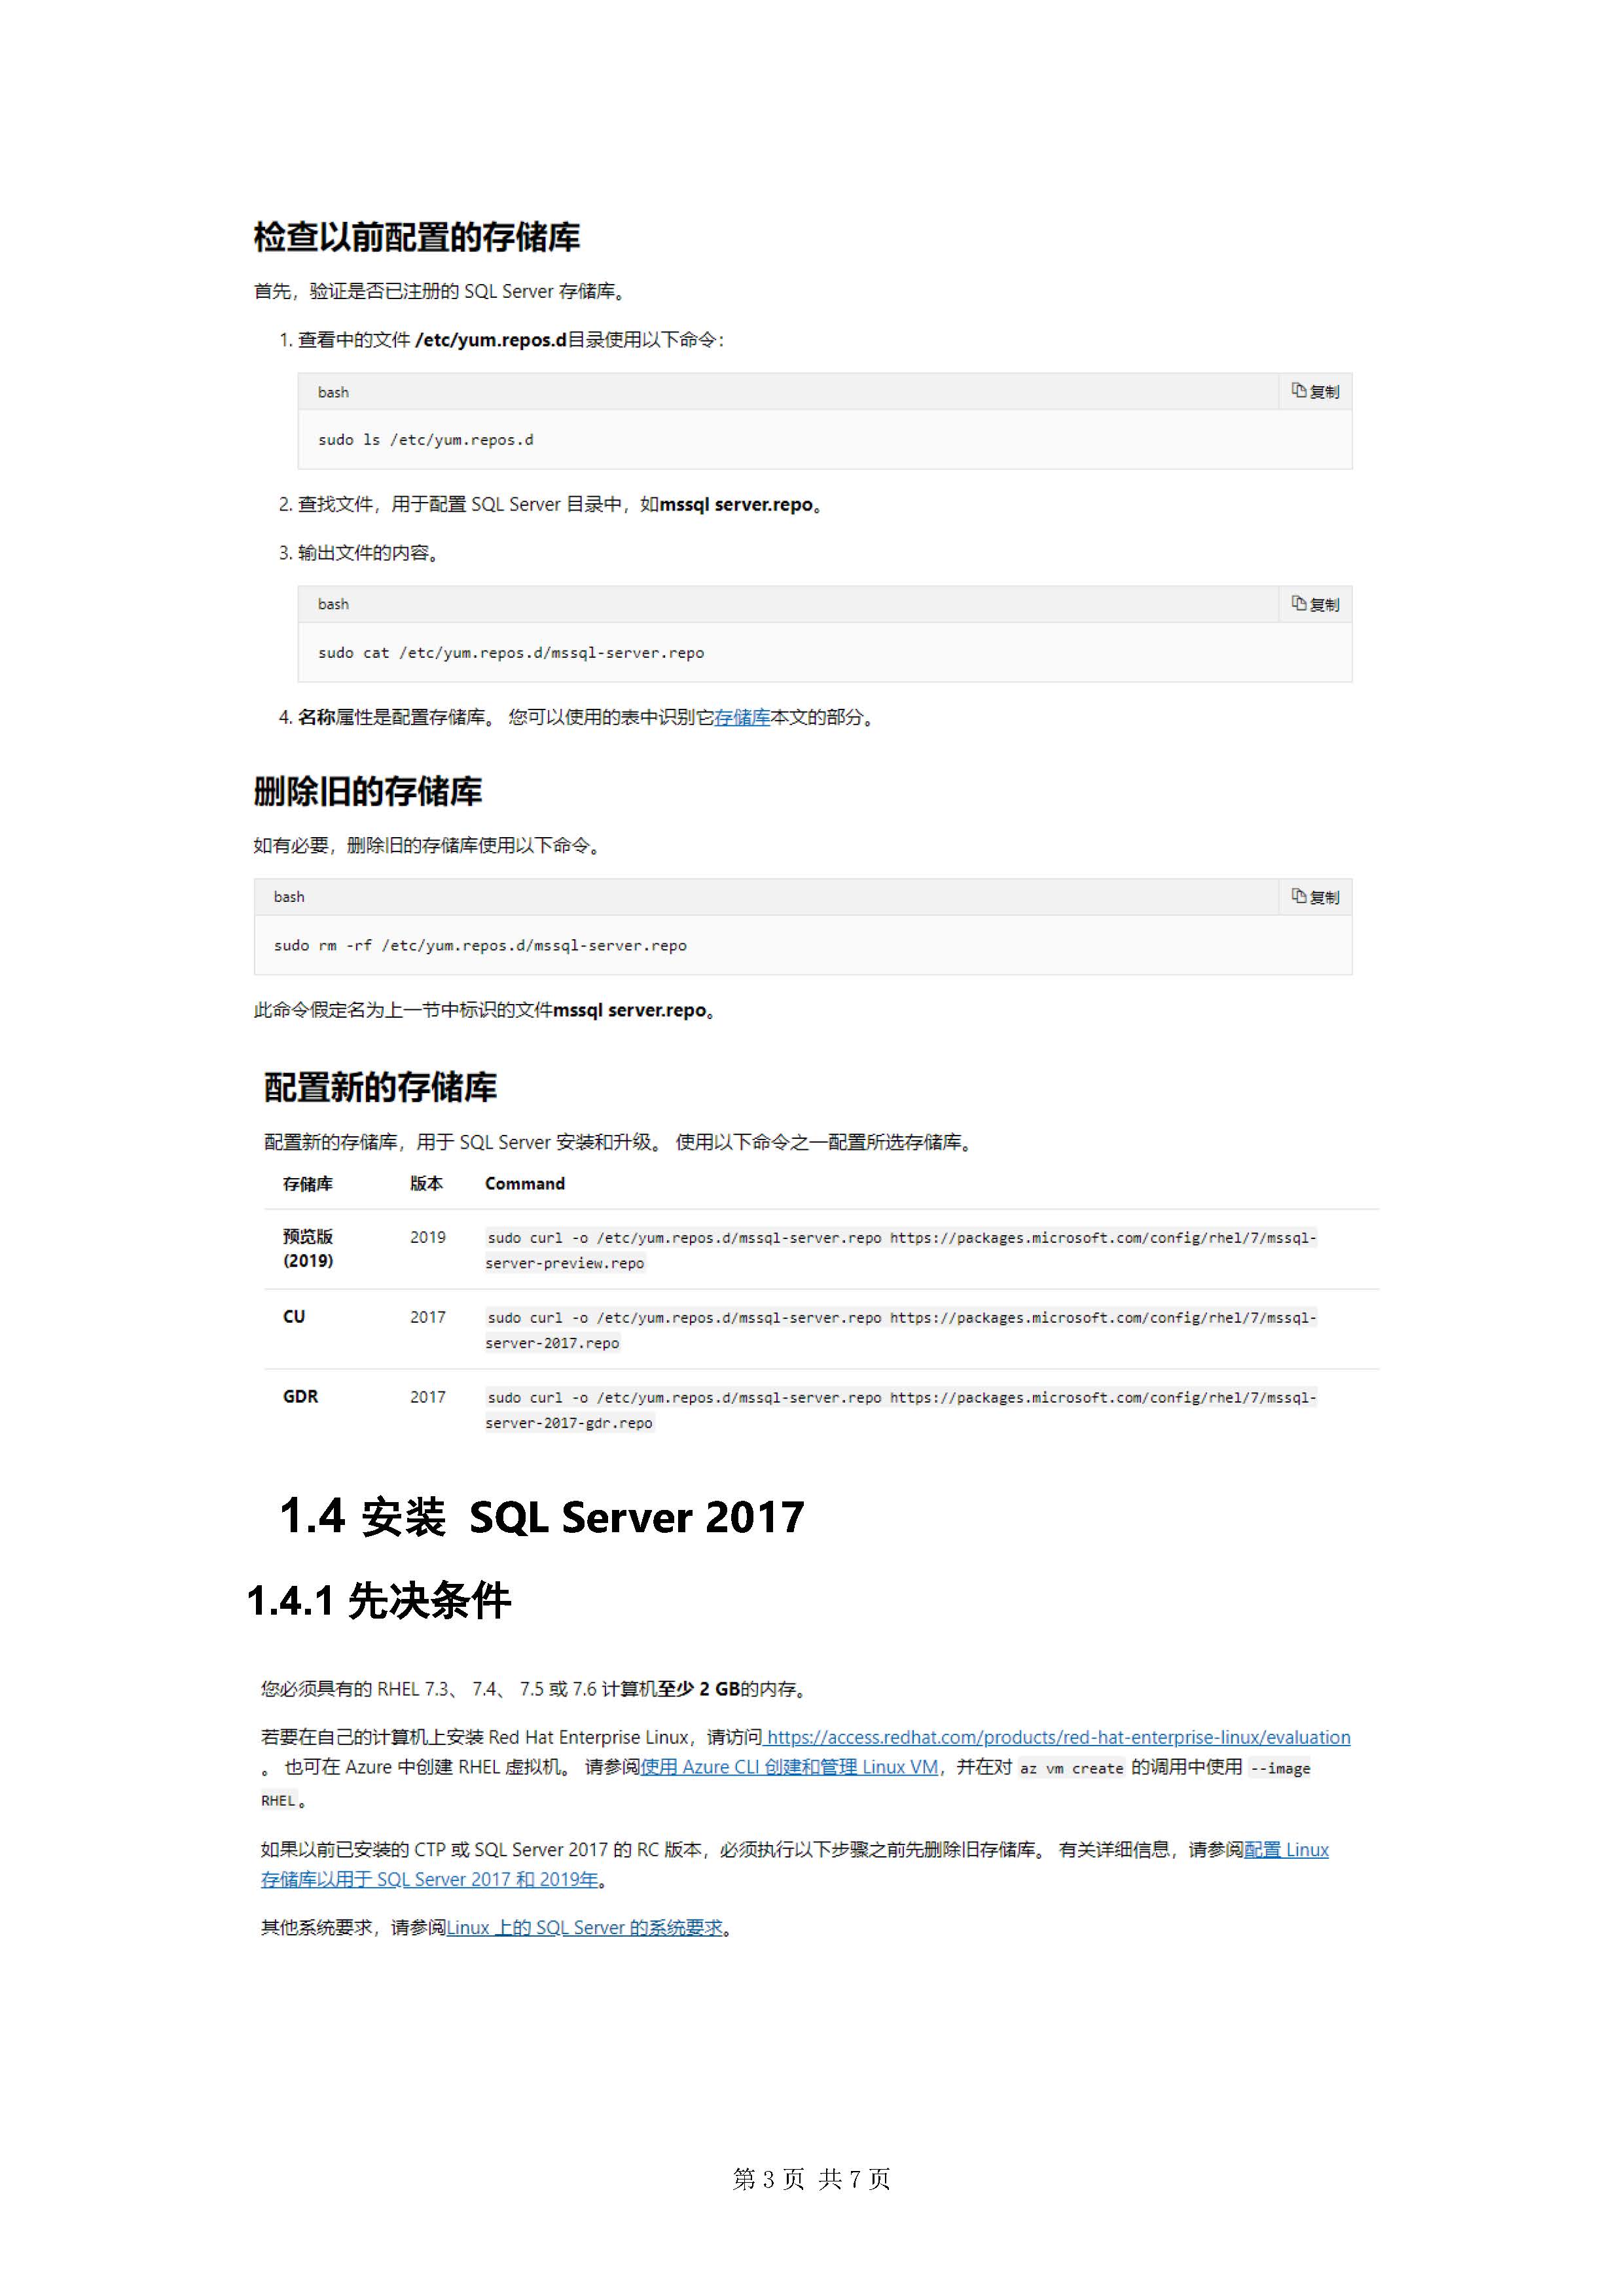 检查以前配置的存储库
首先，验证是否已注册的 SQL Server 存储库。
1. 查看中的文件 /etc/yum.repos.d目录使用以下命令：
bash 复制
sudo ls /etc/yum.repos.d
2. 查找文件，用于配置 SQL Server 目录中，如mssql server.repo。
3. 输出文件的内容。
bash 复制
sudo cat /etc/yum.repos.d/mssql-server.repo
4. 名称属性是配置存储库。 您可以使用的表中识别它存储库本文的部分。
删除旧的存储库
如有必要，删除旧的存储库使用以下命令。
bash 复制
sudo rm -rf /etc/yum.repos.d/mssql-server.repo
此命令假定名为上一节中标识的文件mssql server.repo。
配置新的存储库
配置新的存储库，用于 SQL Server 安装和升级。 使用以下命令之一配置所选存储库。
存储库 版本 Command
预览版 2019 sudo curl -o /etc/yum.repos.d/mssql-server.repo https://packages.microsoft.com/config/rhel/7/mssql-
(2019) server-preview.repo
CU 2017 sudo curl -o /etc/yum.repos.d/mssql-server.repo https://packages.microsoft.com/config/rhel/7/mssql-
server-2017.repo
GDR 2017 sudo curl -o /etc/yum.repos.d/mssql-server.repo https://packages.microsoft.com/config/rhel/7/mssql-
server-2017-gdr.repo
1.4 安装 SQL Server 2017
1.4.1 先决条件
您必须具有的 RHEL 7.3、 7.4、 7.5 或 7.6 计算机至少 2 GB的内存。
若要在自己的计算机上安装 Red Hat Enterprise Linux，请访问 https://access.redhat.com/products/red-hat-enterprise-linux/evaluation
。 也可在 Azure 中创建 RHEL 虚拟机。 请参阅使用 Azure CLI 创建和管理 Linux VM，并在对 az vm create 的调用中使用 --image
RHEL。
如果以前已安装的 CTP 或 SQL Server 2017 的 RC 版本，必须执行以下步骤之前先删除旧存储库。 有关详细信息，请参阅配置 Linux
存储库以用于 SQL Server 2017 和 2019年。
其他系统要求，请参阅Linux 上的 SQL Server 的系统要求。
第 3 页 共 7 页